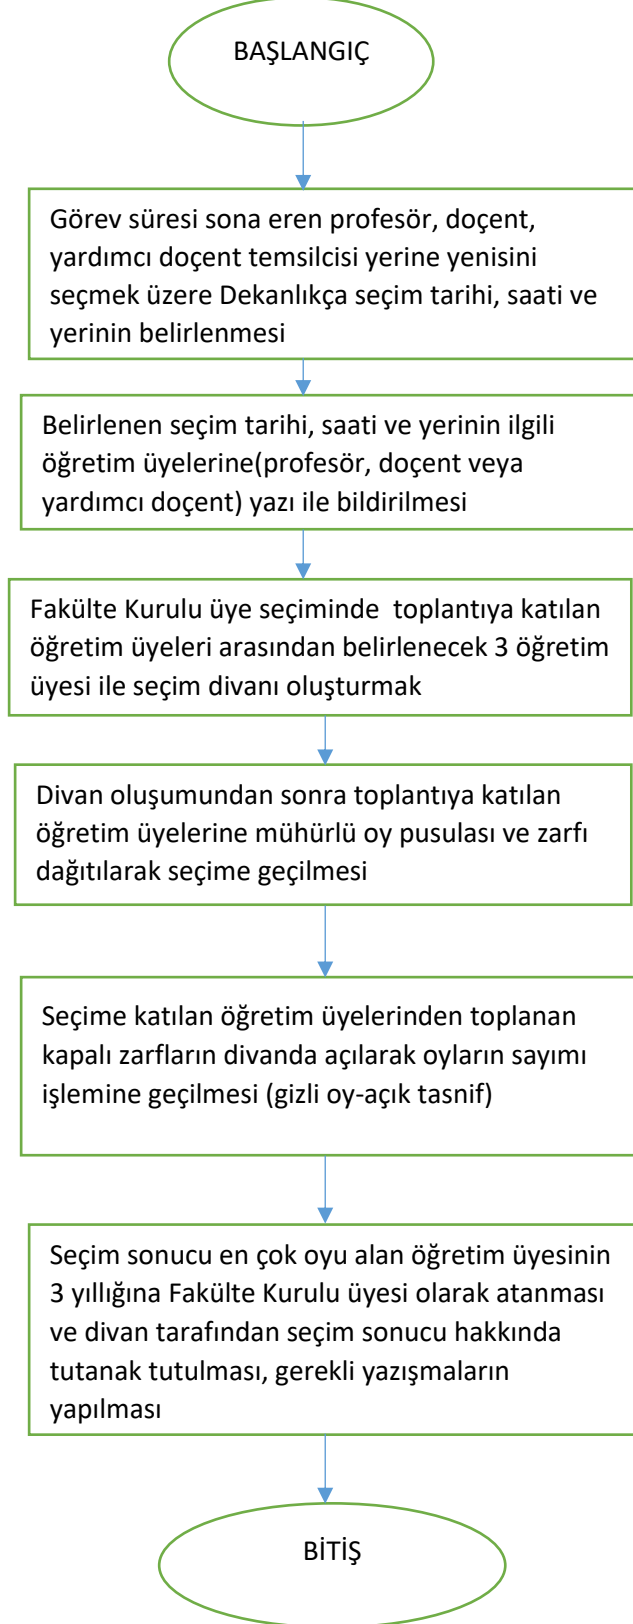 BAŞLANGIÇ
Görev süresi sona eren profesör, doçent,
yardımcı doçent temsilcisi yerine yenisini
seçmek üzere Dekanlıkça seçim tarihi, saati ve
yerinin belirlenmesi
Belirlenen seçim tarihi, saati ve yerinin ilgili
öğretim üyelerine(profesör, doçent veya
yardımcı doçent) yazı ile bildirilmesi
Fakülte Kurulu üye seçiminde  toplantıya katılan
öğretim üyeleri arasından belirlenecek 3 öğretim
üyesi ile seçim divanı oluşturmak
Divan oluşumundan sonra toplantıya katılan
öğretim üyelerine mühürlü oy pusulası ve zarfı
dağıtılarak seçime geçilmesi
Seçime katılan öğretim üyelerinden toplanan
kapalı zarfların divanda açılarak oyların sayımı
işlemine geçilmesi (gizli oy-açık tasnif)
Seçim sonucu en çok oyu alan öğretim üyesinin
3 yıllığına Fakülte Kurulu üyesi olarak atanması
ve divan tarafından seçim sonucu hakkında
tutanak tutulması, gerekli yazışmaların
yapılması
BİTİŞ